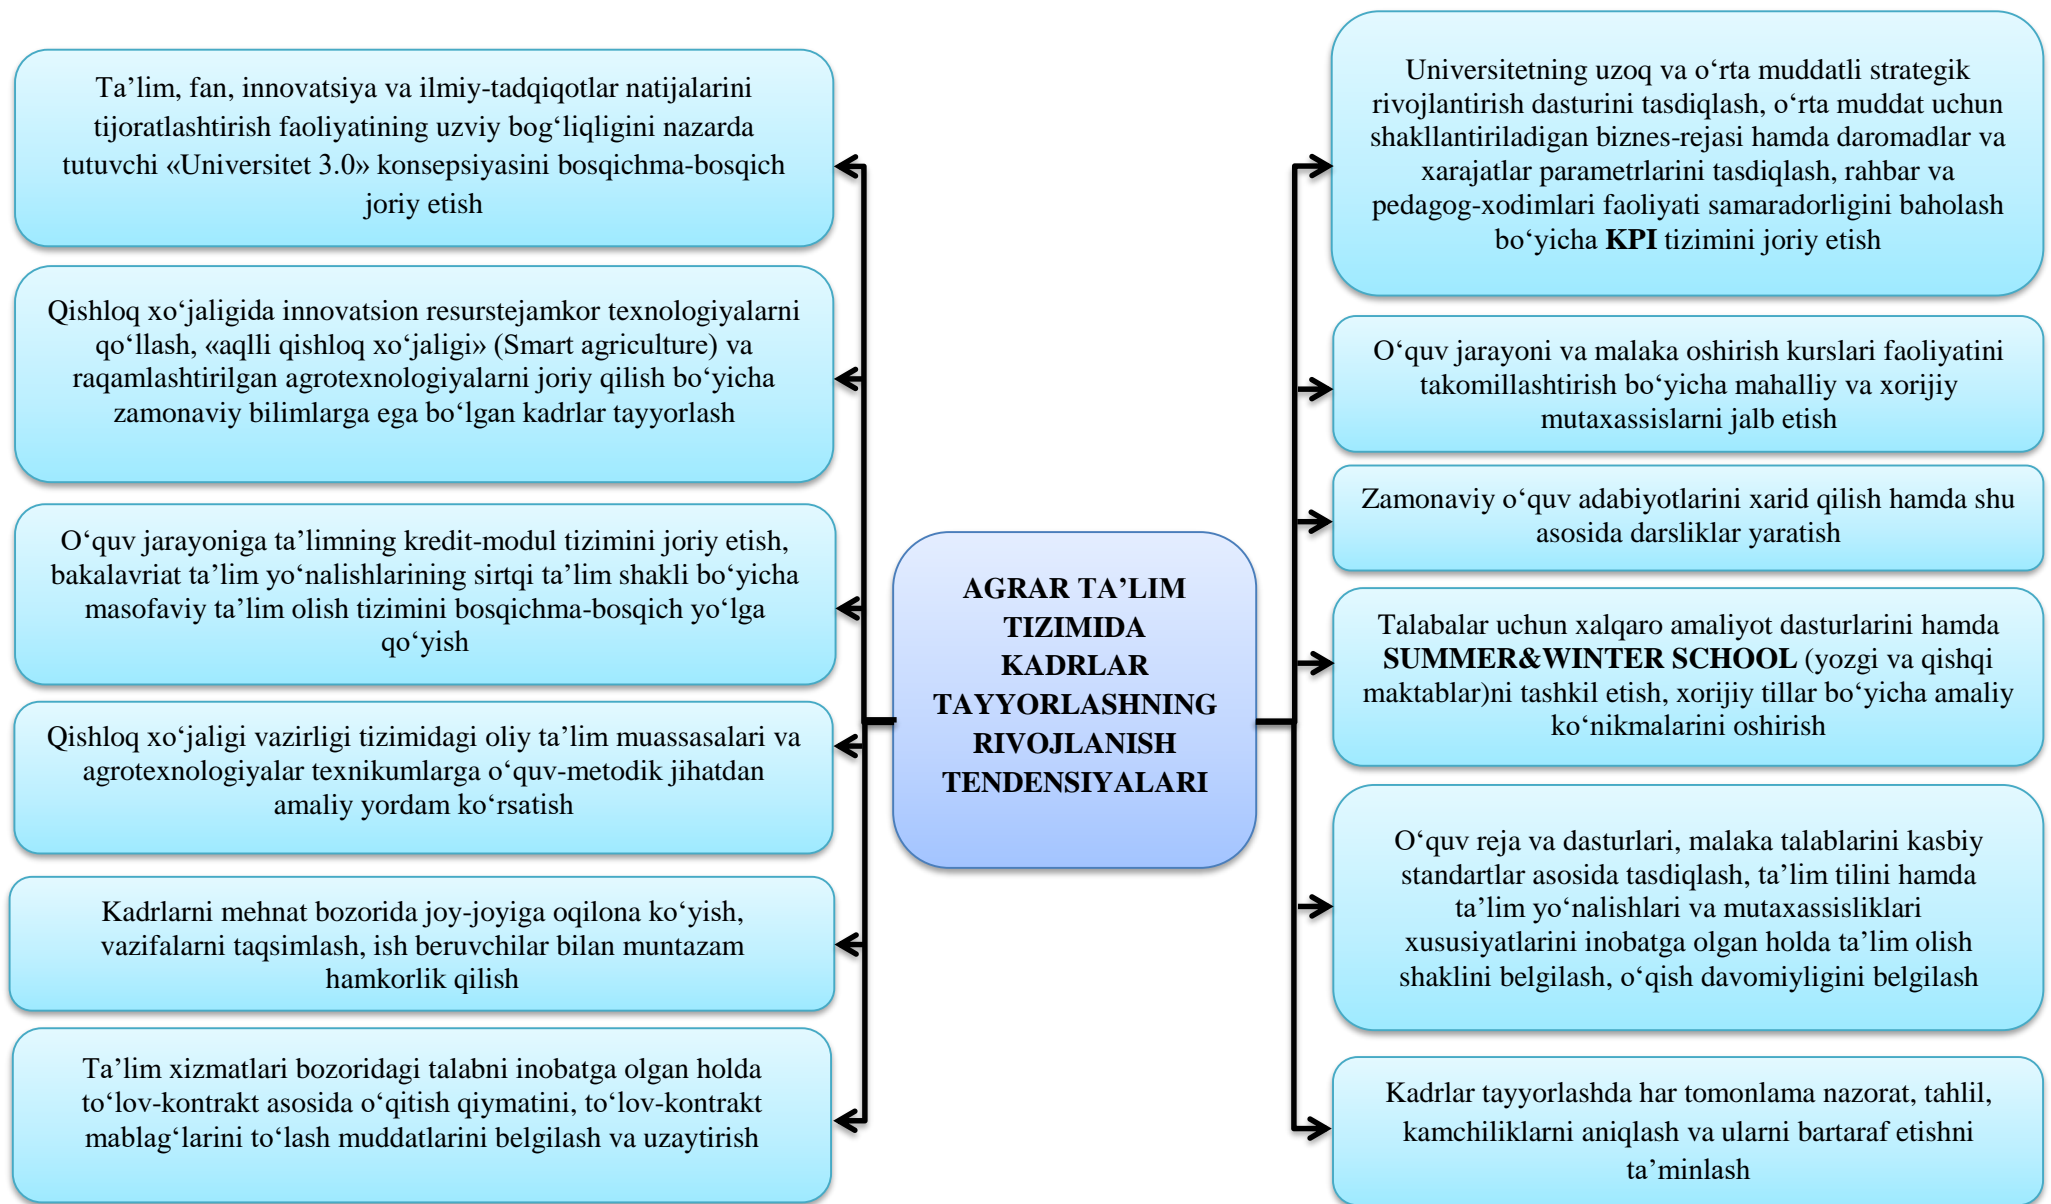 Ta’lim, fan, innovatsiya va ilmiy-tadqiqotlar natijalarini
tijoratlashtirish faoliyatining uzviy bog‘liqligini nazarda
tutuvchi «Universitet 3.0» konsepsiyasini bosqichma-bosqich
joriy etish
Qishloq xo‘jaligida innovatsion resurstejamkor texnologiyalarni
qo‘llash, «aqlli qishloq xo‘jaligi» (Smart agriculture) va
raqamlashtirilgan agrotexnologiyalarni joriy qilish bo‘yicha
zamonaviy bilimlarga ega bo‘lgan kadrlar tayyorlash
O‘quv jarayoniga ta’limning kredit-modul tizimini joriy etish,
bakalavriat ta’lim yo‘nalishlarining sirtqi ta’lim shakli bo‘yicha
masofaviy ta’lim olish tizimini bosqichma-bosqich yo‘lga
qo‘yish
Qishloq xo‘jaligi vazirligi tizimidagi oliy ta’lim muassasalari va
agrotexnologiyalar texnikumlarga o‘quv-metodik jihatdan
amaliy yordam ko‘rsatish
Kadrlarni mehnat bozorida joy-joyiga oqilona ko‘yish,
vazifalarni taqsimlash, ish beruvchilar bilan muntazam
hamkorlik qilish
Ta’lim xizmatlari bozoridagi talabni inobatga olgan holda
to‘lov-kontrakt asosida o‘qitish qiymatini, to‘lov-kontrakt
mablag‘larini to‘lash muddatlarini belgilash va uzaytirish
AGRAR TA’LIM
TIZIMIDA
KADRLAR
TAYYORLASHNING
RIVOJLANISH
TENDENSIYALARI
Universitetning uzoq va o‘rta muddatli strategik
rivojlantirish dasturini tasdiqlash, o‘rta muddat uchun
shakllantiriladigan biznes-rejasi hamda daromadlar va
xarajatlar parametrlarini tasdiqlash, rahbar va
pedagog-xodimlari faoliyati samaradorligini baholash
bo‘yicha KPI tizimini joriy etish
O‘quv jarayoni va malaka oshirish kurslari faoliyatini
takomillashtirish bo‘yicha mahalliy va xorijiy
mutaxassislarni jalb etish
Zamonaviy o‘quv adabiyotlarini xarid qilish hamda shu
asosida darsliklar yaratish
Talabalar uchun xalqaro amaliyot dasturlarini hamda
SUMMER&WINTER SCHOOL (yozgi va qishqi
maktablar)ni tashkil etish, xorijiy tillar bo‘yicha amaliy
ko‘nikmalarini oshirish
O‘quv reja va dasturlari, malaka talablarini kasbiy
standartlar asosida tasdiqlash, ta’lim tilini hamda
ta’lim yo‘nalishlari va mutaxassisliklari
xususiyatlarini inobatga olgan holda ta’lim olish
shaklini belgilash, o‘qish davomiyligini belgilash
Kadrlar tayyorlashda har tomonlama nazorat, tahlil,
kamchiliklarni aniqlash va ularni bartaraf etishni
ta’minlash